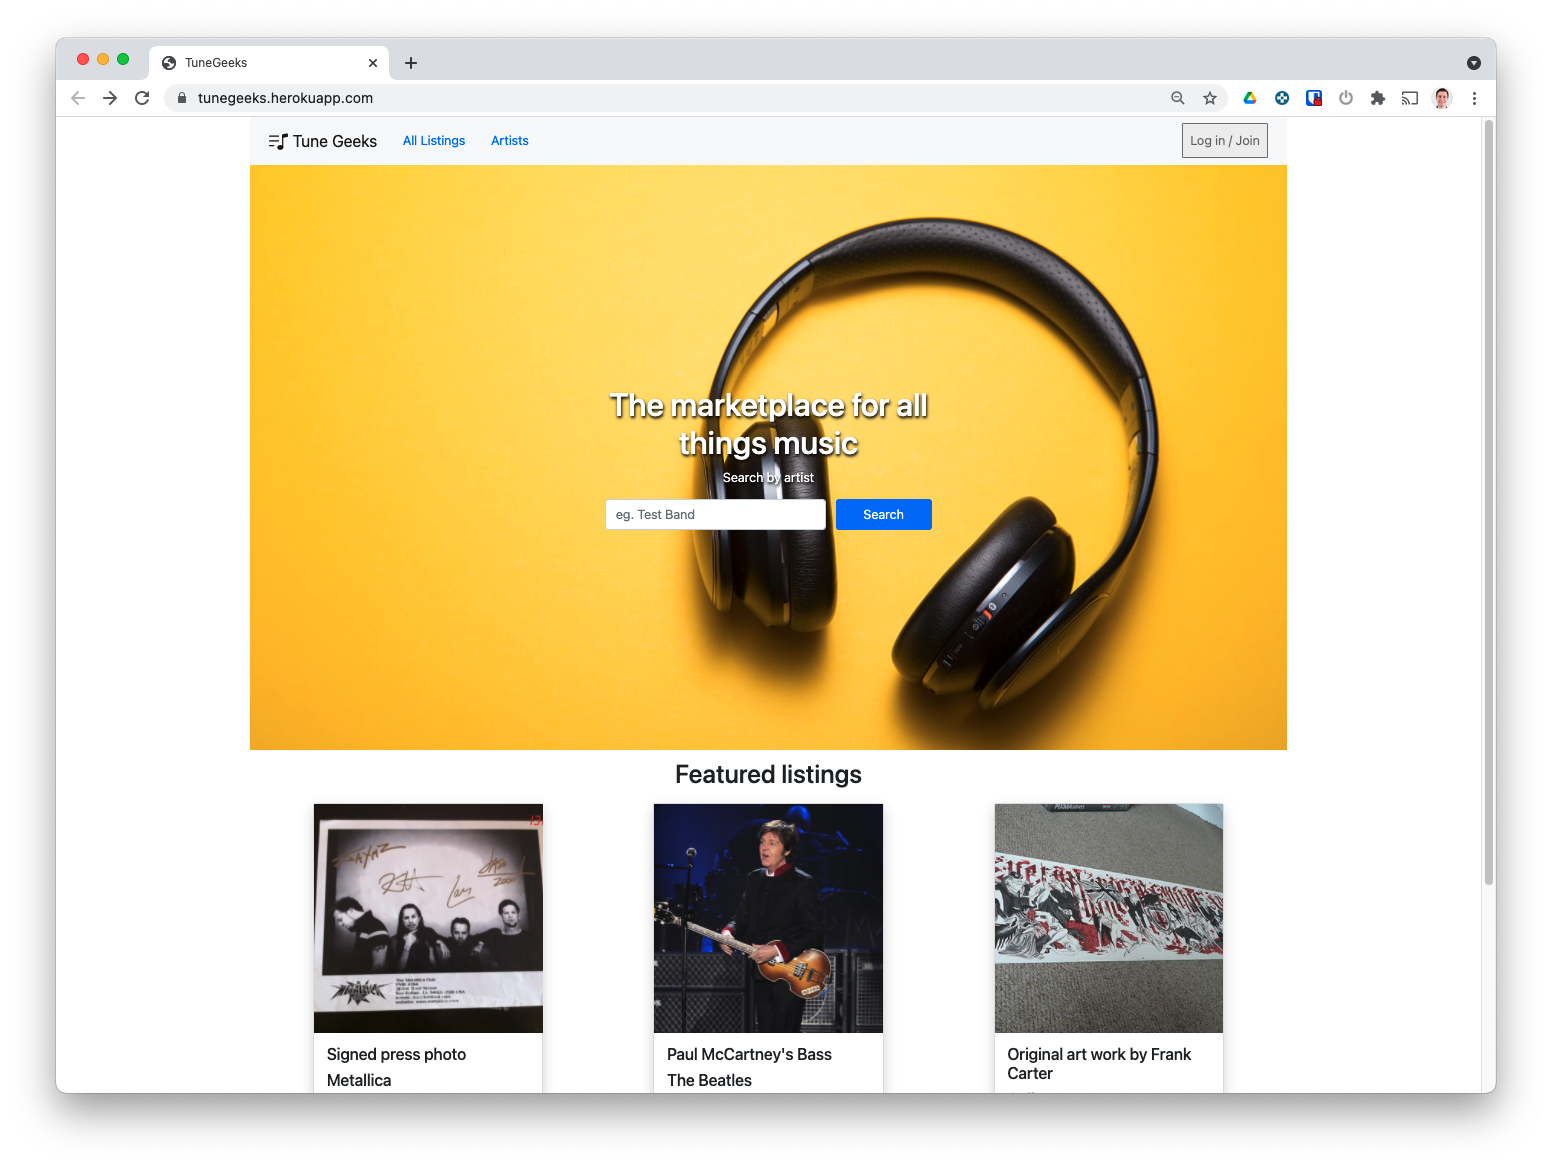 TuneGeeks
tunegeeks.herokuapp.com
Tune Geeks
All Listings
Artists
Log in / Join
The marketplace for all
things music
Search by artist
eg. Test Band
Search
Featured listings
Signed press photo
Metallica
Paul McCartney's Bass
The Beatles
Original art work by Frank
Carter